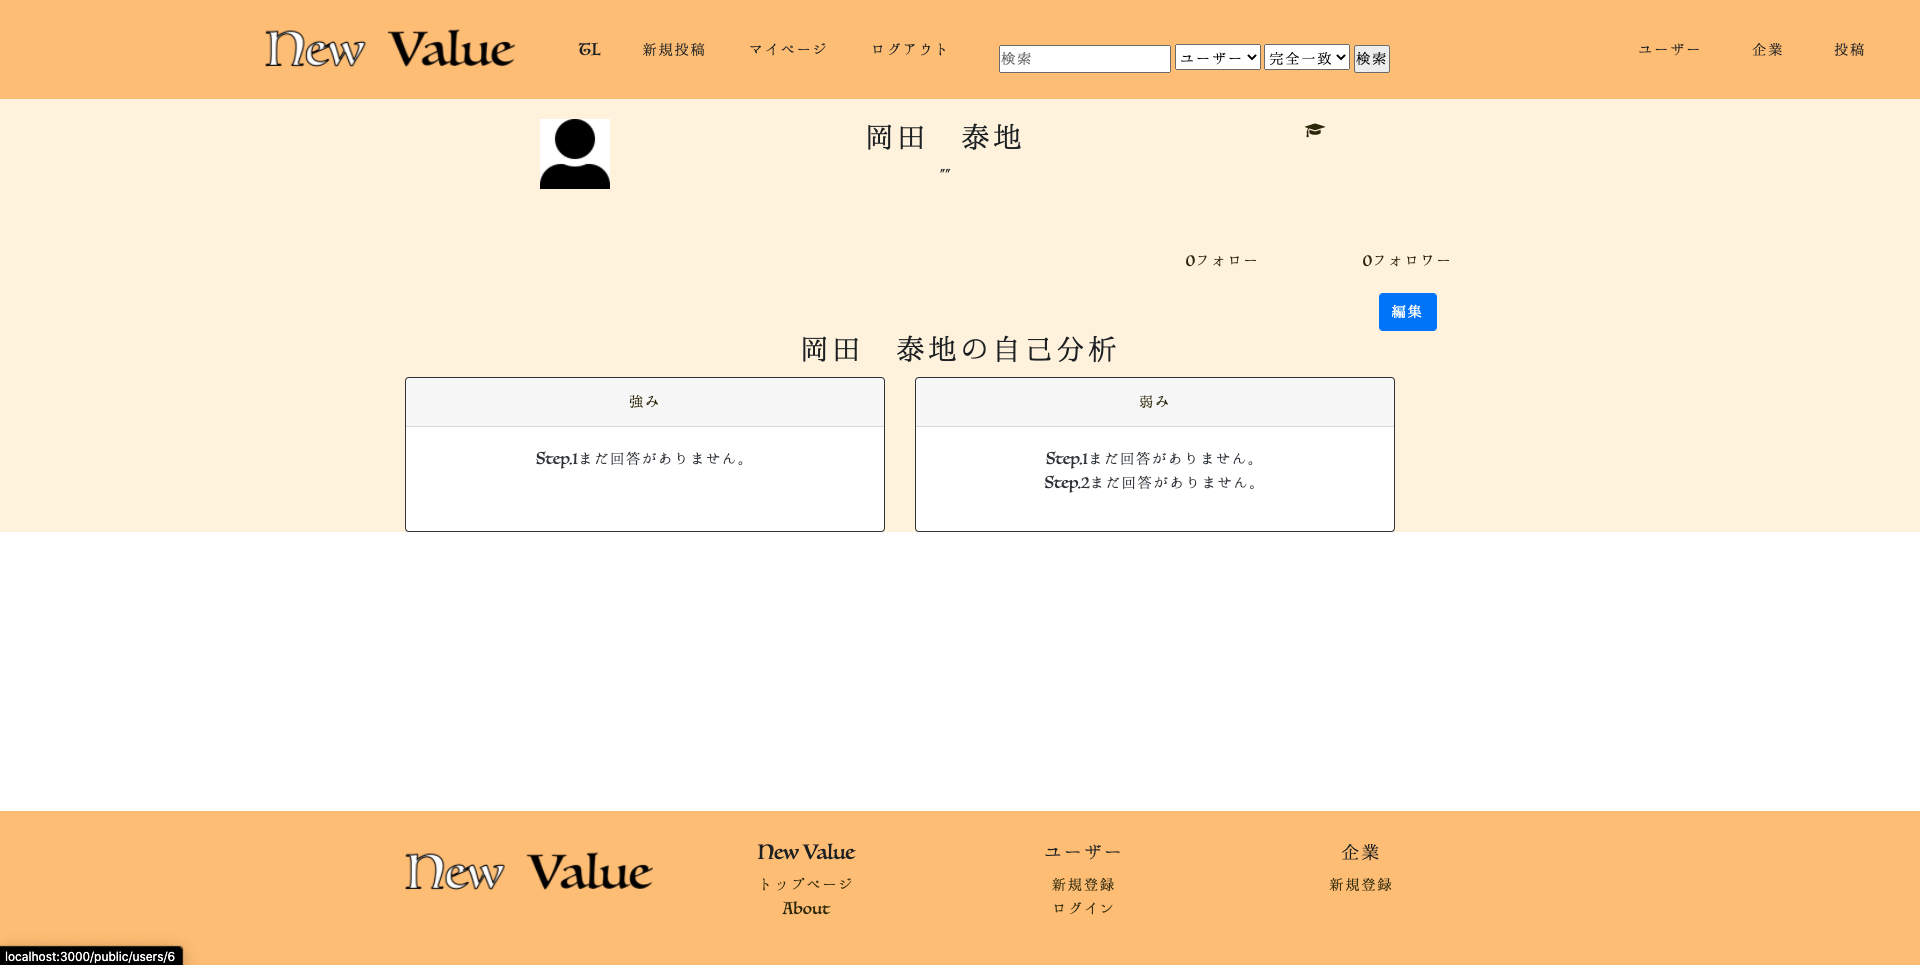 New Value TL 新規投稿 マイページ ログアウト 検索 ユーザー 完全一致 検索 ユーザー 企業 投稿
岡田　泰地
""
0フォロー 0フォロワー
編集
岡田　泰地の自己分析
強み
Step.1まだ回答がありません。
弱み
Step.1まだ回答がありません。
Step.2まだ回答がありません。
New Value
New Value
トップページ
About
ユーザー
新規登録
ログイン
企業
新規登録
localhost:3000/public/users/6